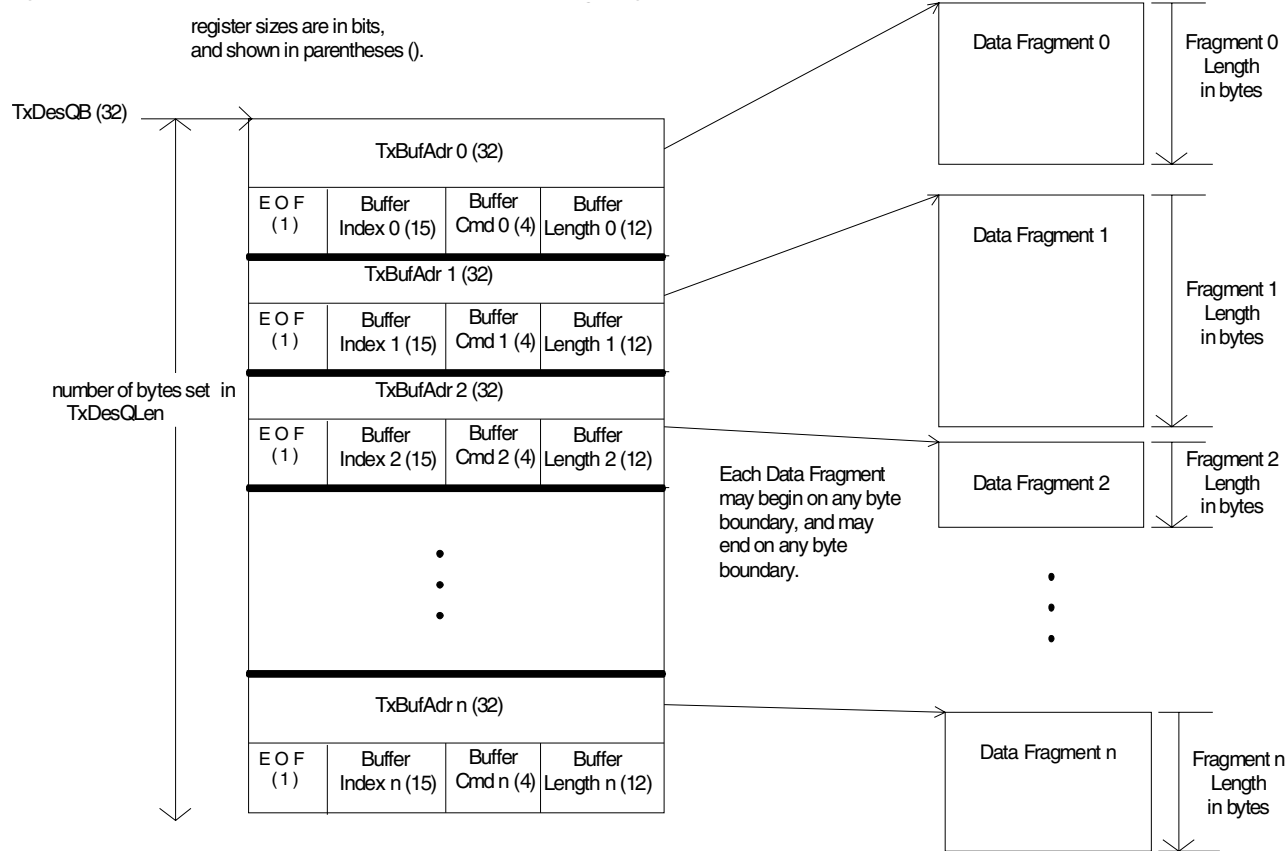 register sizes are in bits,
and shown in parentheses ().
TxDesQB (32)
number of bytes set in
TxDesQLen
TxBufAdr 0 (32)
E O F
(1)
Buffer
Index 0 (15)
Buffer
Cmd 0 (4)
Buffer
Length 0 (12)
TxBufAdr 1 (32)
E O F
(1)
Buffer
Index 1 (15)
Buffer
Cmd 1 (4)
Buffer
Length 1 (12)
TxBufAdr 2 (32)
E O F
(1)
Buffer
Index 2 (15)
Buffer
Cmd 2 (4)
Buffer
Length 2 (12)
TxBufAdr n (32)
E O F
(1)
Buffer
Index n (15)
Buffer
Cmd n (4)
Buffer
Length n (12)
Each Data Fragment
may begin on any byte
boundary, and may
end on any byte
boundary.
Data Fragment 0
Fragment 0
Length
in bytes
Data Fragment 1
Fragment 1
Length
in bytes
Data Fragment 2
Fragment 2
Length
in bytes
Data Fragment n
Fragment n
Length
in bytes